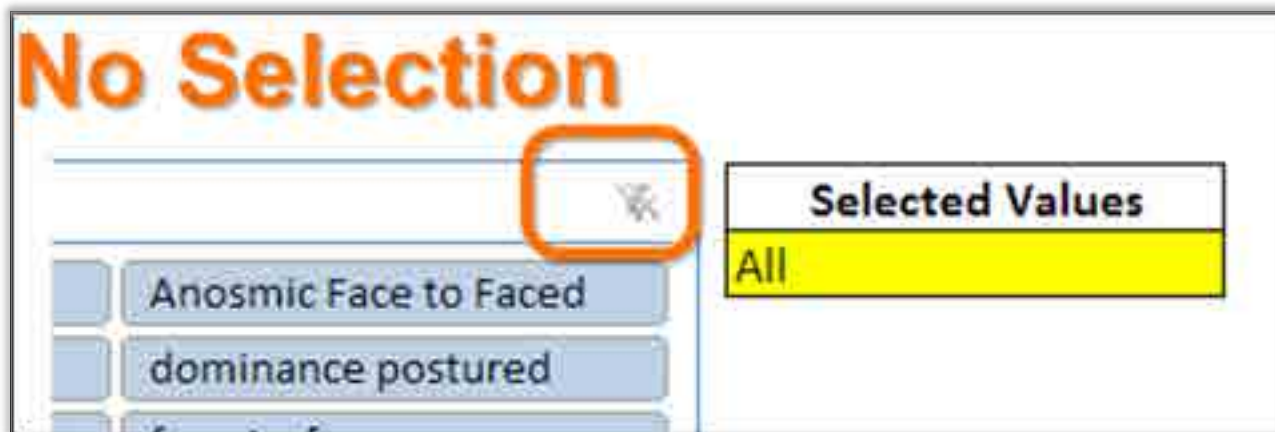 No Selection
Selected Values
All
Anosmic Face to Faced
dominance postured